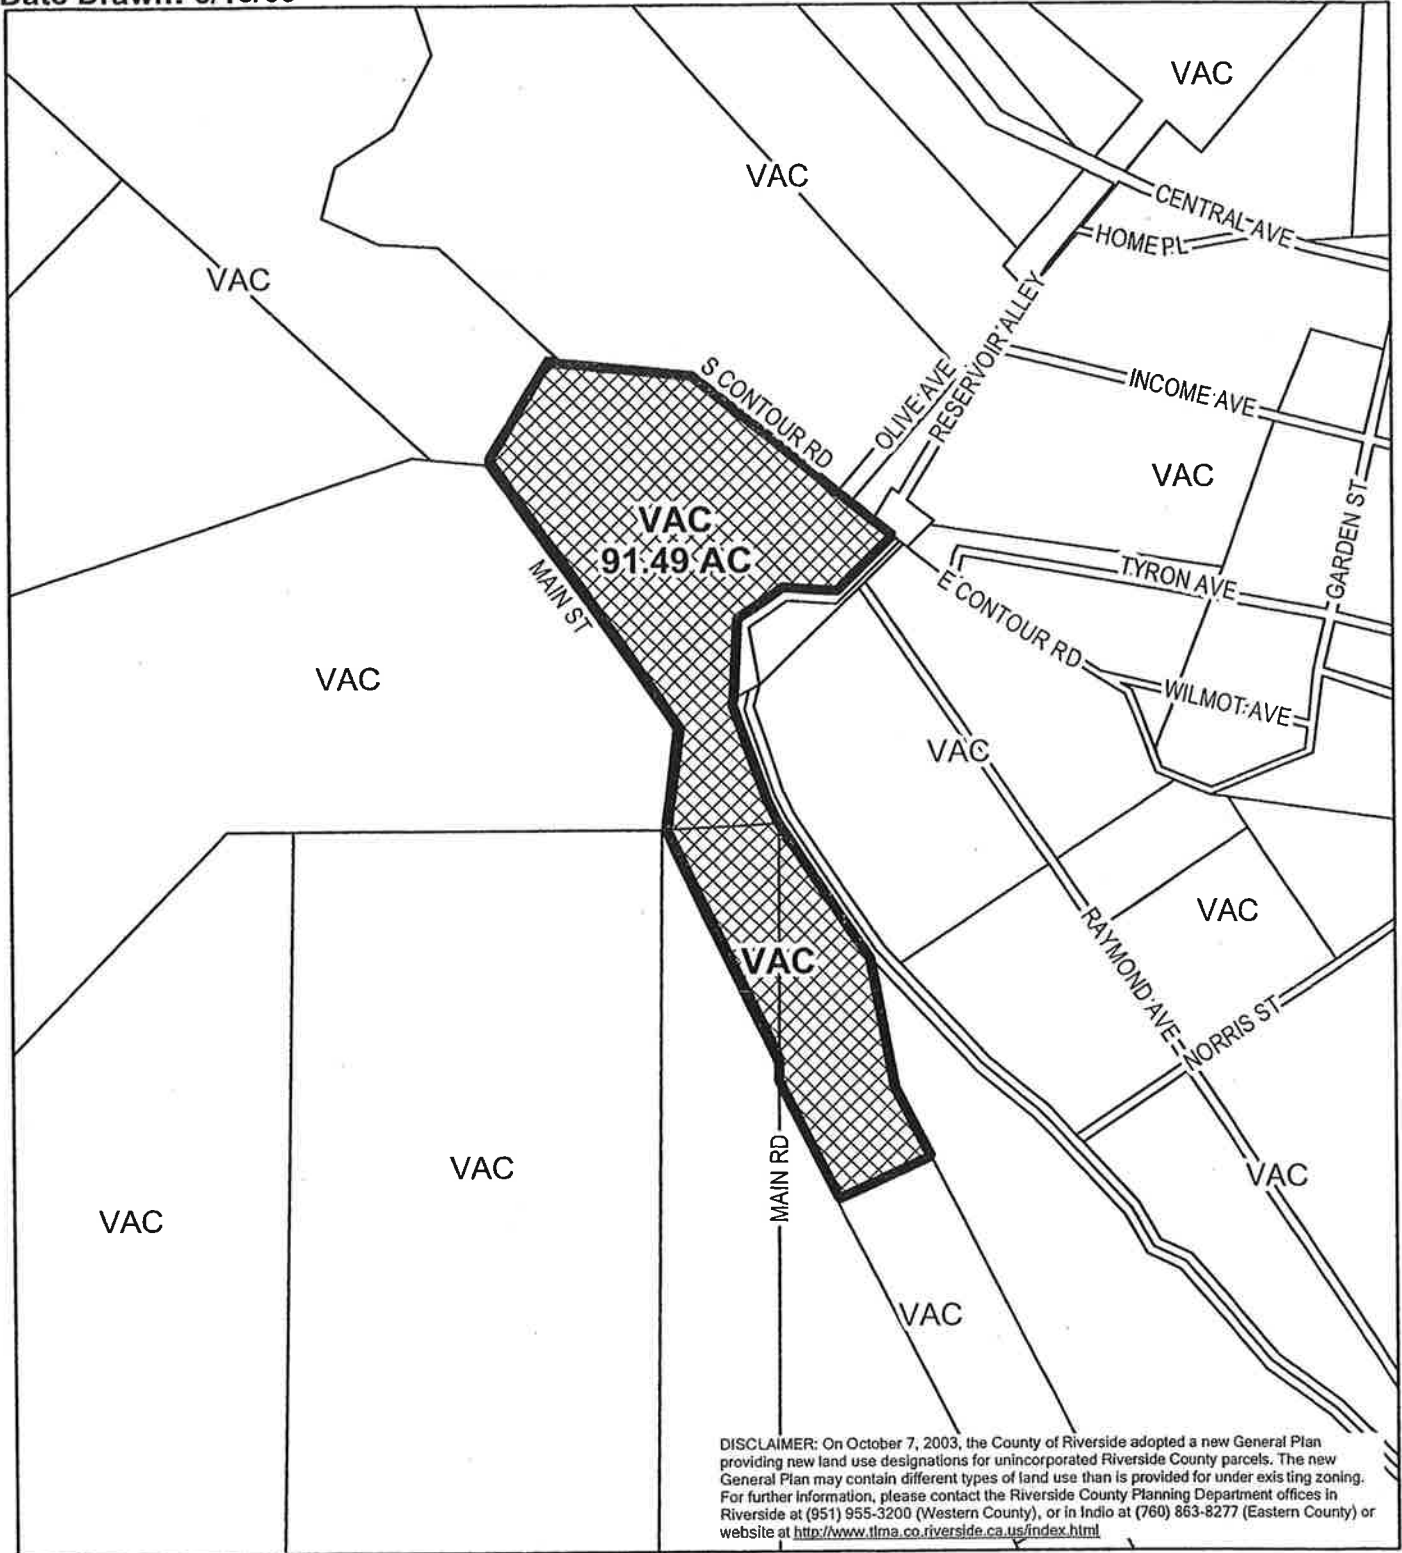 VAC
VAC
CENTRAL AVE
HOME PL
VAC
RESERVOIR ALLEY
S CONTOUR RD
OLIVE AVE
INCOME AVE
VAC
VAC
91.49 AC
GARDEN ST
MAIN ST
TYRON AVE
E CONTOUR RD
VAC
WILMOT AVE
VAC
VAC
RAYMOND AVE
VAC
NORRIS ST
VAC
MAIN RD
VAC
VAC
VAC
DISCLAIMER: On October 7, 2003, the County of Riverside adopted a new General Plan
providing new land use designations for unincorporated Riverside County parcels. The new
General Plan may contain different types of land use than is provided for under existing zoning.
For further information, please contact the Riverside County Planning Department offices in
Riverside at (951) 955-3200 (Western County), or in Indio at (760) 863-8277 (Eastern County) or
website at http://www.tlma.co.riverside.ca.us/index.html